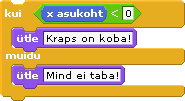 kui x asukoht < 0
ütle Kraps on koba!
muidu
ütle Mind ei taba!